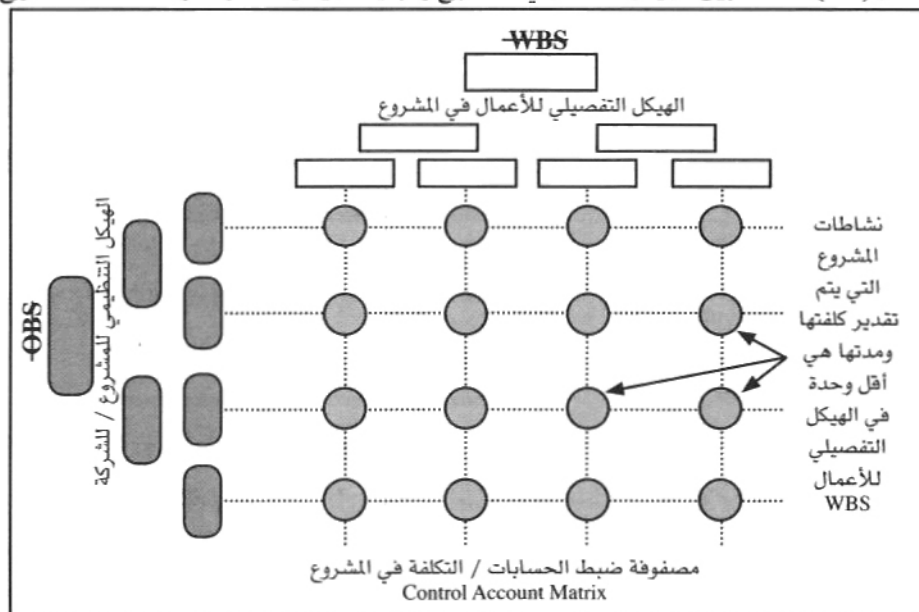 WBS
الهيكل التفصيلي للأعمال في المشروع
OBS
الهيكل التنظيمي للمشروع / للشركة
نشاطات
المشروع
التي يتم
تقدير كلفتها
ومدتها هي
أقل وحدة
في الهيكل
التفصيلي
للأعمال
WBS
مصفوفة ضبط الحسابات / التكلفة في المشروع
Control Account Matrix